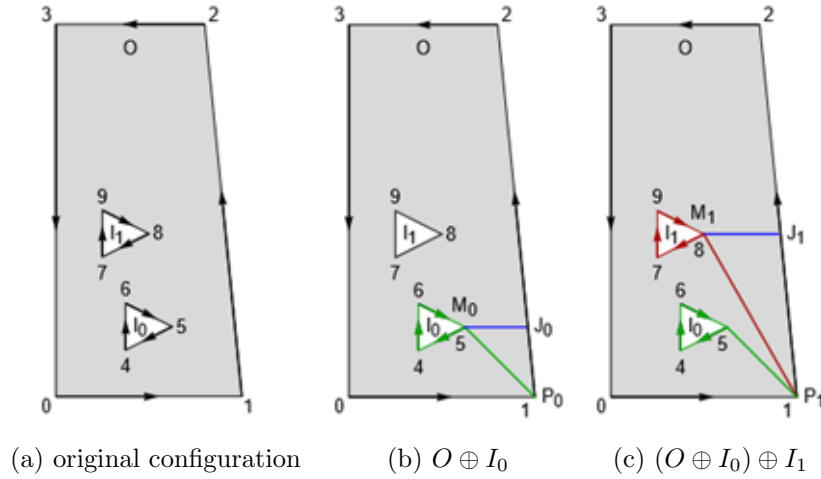 3 2 3 2 3 2
O O O
9 9 9 M₁
I₁ 8 I₁ 8 I₁ 8 J₁
7 7 7
6 6 M₀ 6
I₀ 5 I₀ 5 J₀ I₀ 5
4 4 4
0 1 0 1 P₀ 0 1 P₁
(a) original configuration (b) O ⊕ I₀ (c) (O ⊕ I₀) ⊕ I₁